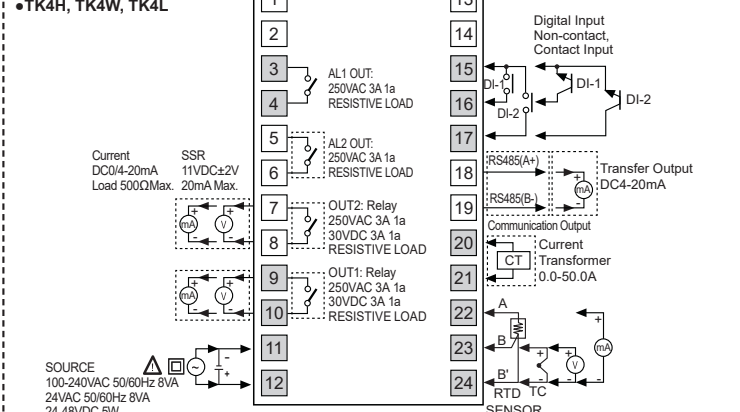 ●TK4H, TK4W, TK4L
1
13
2
14
3
AL1 OUT:
250VAC 3A 1a
RESISTIVE LOAD
4
15
16
17
DI-1
DI-2
Digital Input
Non-contact,
Contact Input
DI-1
DI-2
5
AL2 OUT:
250VAC 3A 1a
RESISTIVE LOAD
6
18
RS485(A+)
19
RS485(B-)
Communication Output
+
mA
-
Transfer Output
DC4-20mA
Current
DC0/4-20mA
Load 500ΩMax.
SSR
11VDC±2V
20mA Max.
+
mA
-
+
V
-
7
OUT2: Relay
250VAC 3A 1a
30VDC 3A 1a
RESISTIVE LOAD
8
20
CT
21
Current
Transformer
0.0-50.0A
+
mA
-
+
V
-
9
OUT1: Relay
250VAC 3A 1a
30VDC 3A 1a
RESISTIVE LOAD
10
22
A
23
B
24
B'
RTD
TC
+
-
+
V
-
+
mA
-
SENSOR
11
12
-
+
SOURCE
100-240VAC 50/60Hz 8VA
24VAC 50/60Hz 8VA
24-48VDC 5W